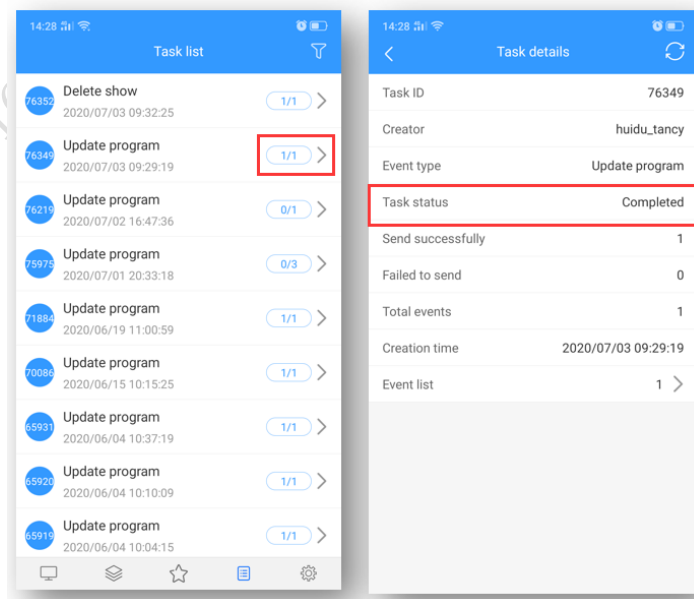 14:28
Task list
76352
Delete show
2020/07/03 09:32:25
1/1
76349
Update program
2020/07/03 09:29:19
1/1
76219
Update program
2020/07/02 16:47:36
0/1
75975
Update program
2020/07/01 20:33:18
0/3
71884
Update program
2020/06/19 11:00:59
1/1
70086
Update program
2020/06/15 10:15:25
1/1
65931
Update program
2020/06/04 10:37:19
1/1
65920
Update program
2020/06/04 10:10:09
1/1
65919
Update program
2020/06/04 10:04:15
1/1
14:28
Task details
Task ID 76349
Creator huidu_tancy
Event type Update program
Task status Completed
Send successfully 1
Failed to send 0
Total events 1
Creation time 2020/07/03 09:29:19
Event list 1